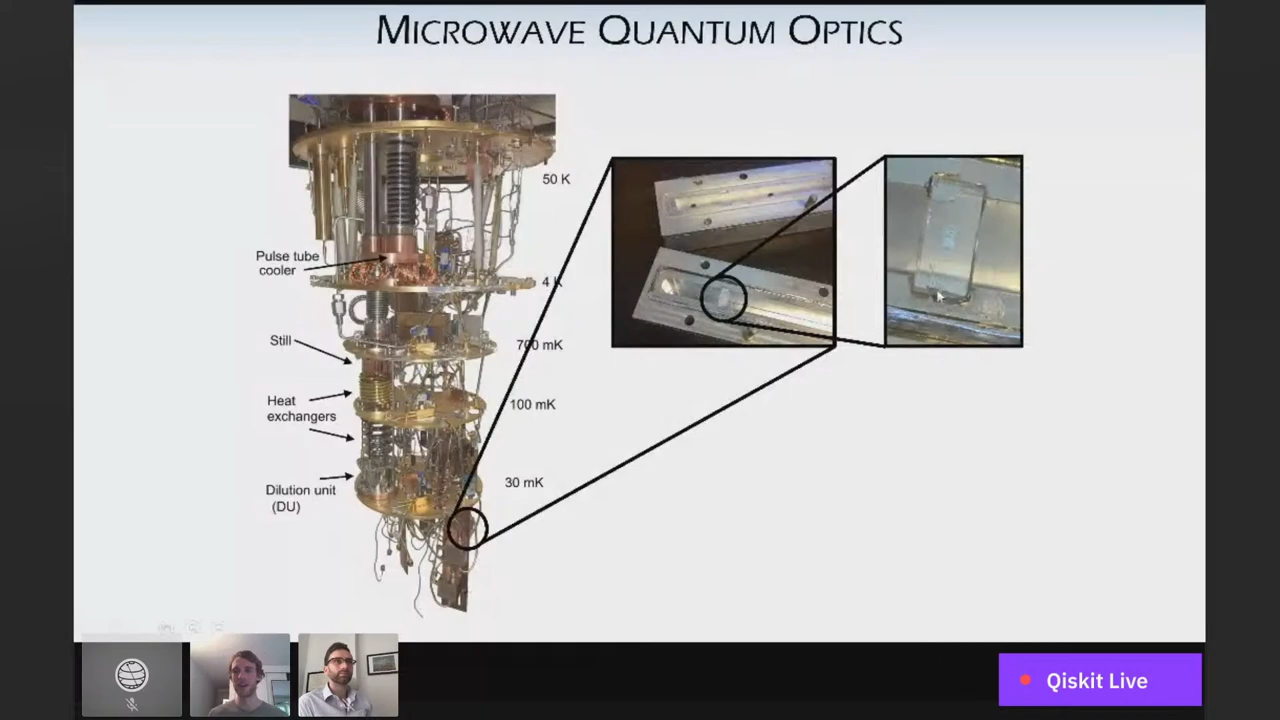 MICROWAVE QUANTUM OPTICS
50 K
Pulse tube
cooler
4 K
Still
700 mK
Heat
exchangers
100 mK
30 mK
Dilution unit
(DU)
Qiskit Live